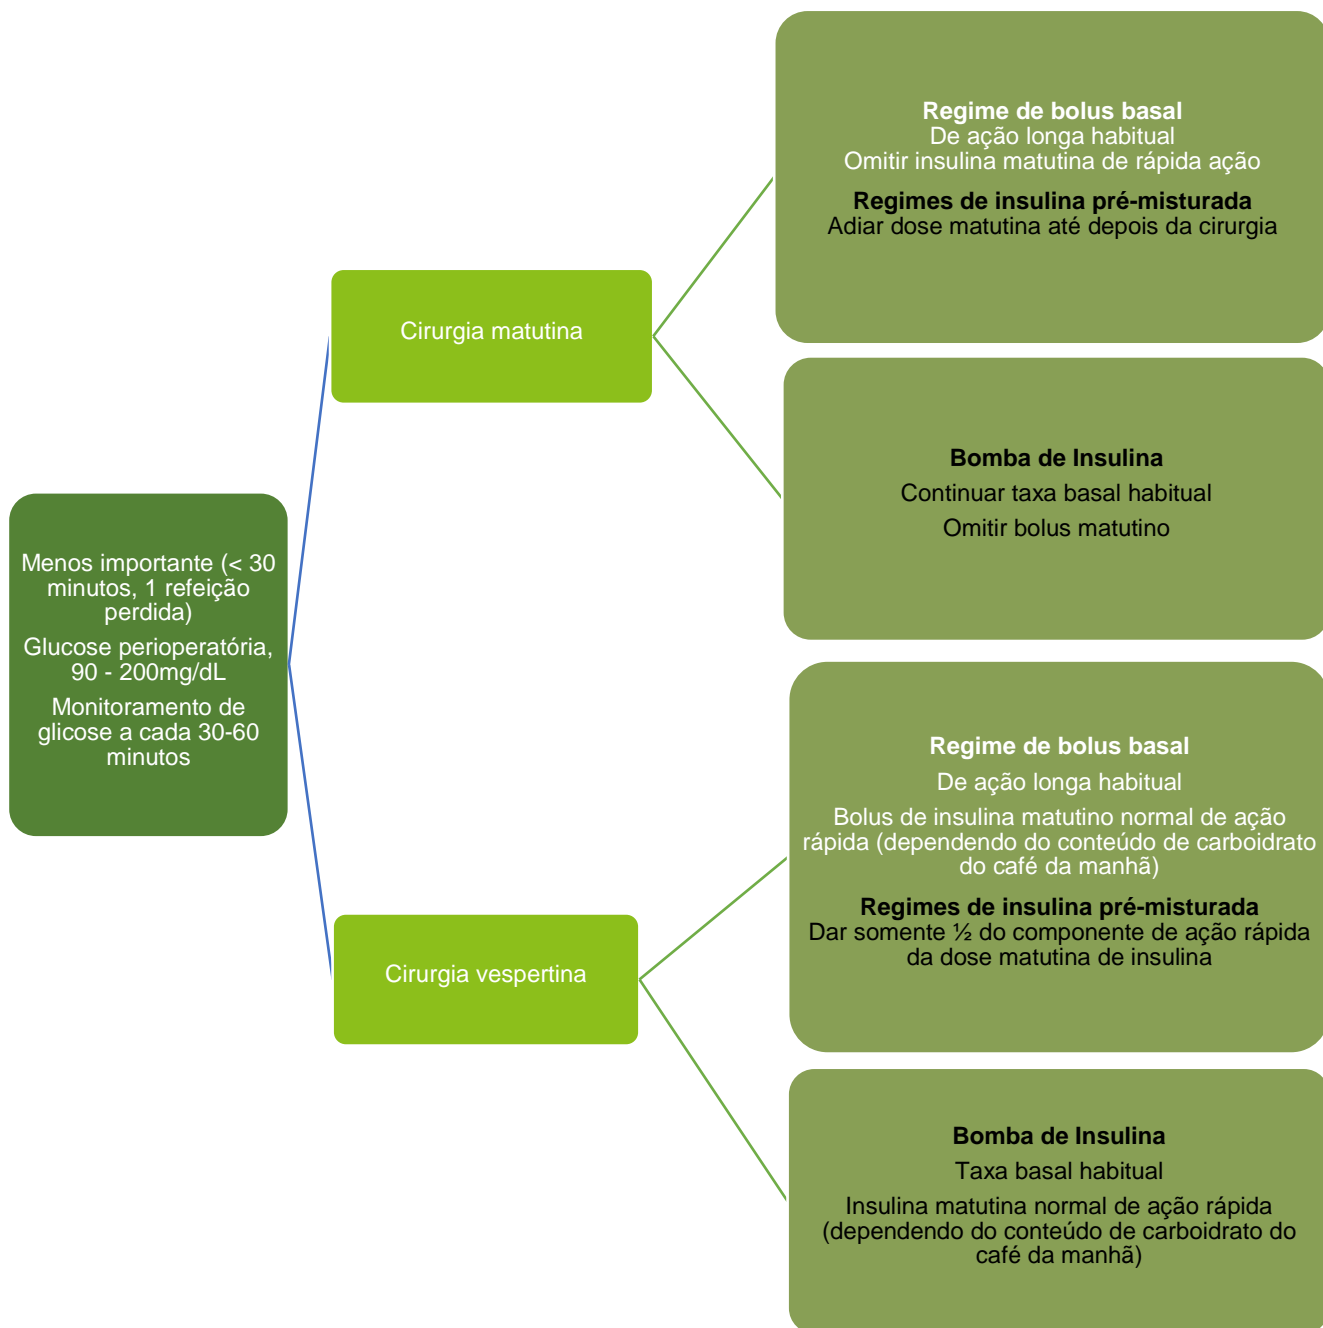 Menos importante (< 30
minutos, 1 refeição
perdida)
Glucose perioperatória,
90 - 200mg/dL
Monitoramento de
glicose a cada 30-60
minutos
Cirurgia matutina
Regime de bolus basal
De ação longa habitual
Omitir insulina matutina de rápida ação
Regimes de insulina pré-misturada
Adiar dose matutina até depois da cirurgia
Bomba de Insulina
Continuar taxa basal habitual
Omitir bolus matutino
Cirurgia vespertina
Regime de bolus basal
De ação longa habitual
Bolus de insulina matutino normal de ação
rápida (dependendo do conteúdo de carboidrato
do café da manhã)
Regimes de insulina pré-misturada
Dar somente ½ do componente de ação rápida
da dose matutina de insulina
Bomba de Insulina
Taxa basal habitual
Insulina matutina normal de ação rápida
(dependendo do conteúdo de carboidrato do
café da manhã)